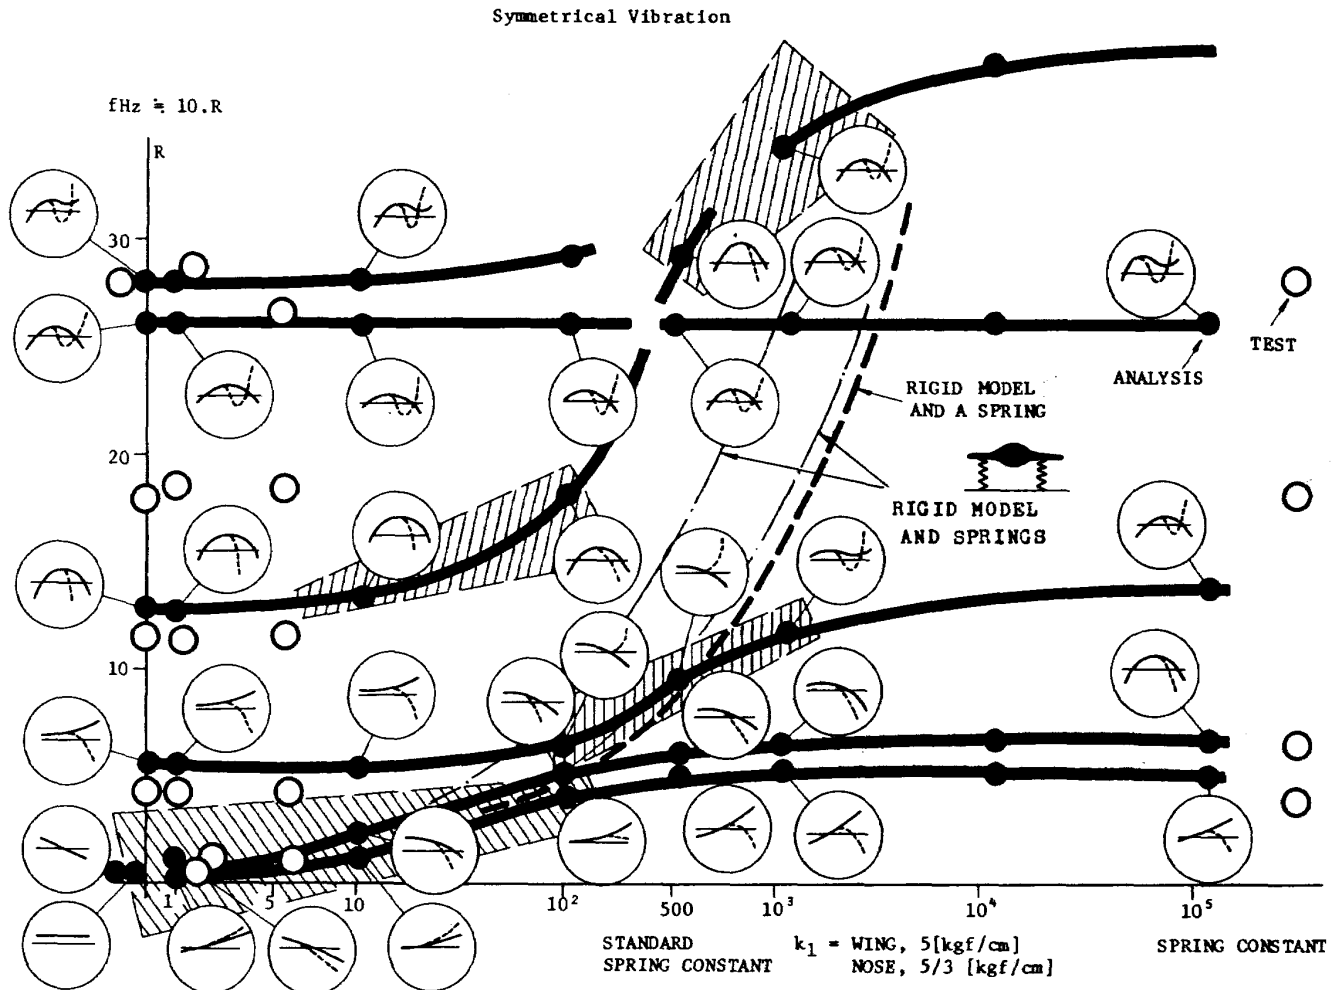 Symmetrical Vibration
fHz ≒ 10.R
R
30
20
10
TEST
ANALYSIS
RIGID MODEL
AND A SPRING
RIGID MODEL
AND SPRINGS
1 5 10 10² 500 10³ 10⁴ 10⁵
STANDARD
SPRING CONSTANT
k₁ = WING, 5[kgf/cm]
NOSE, 5/3 [kgf/cm]
SPRING CONSTANT